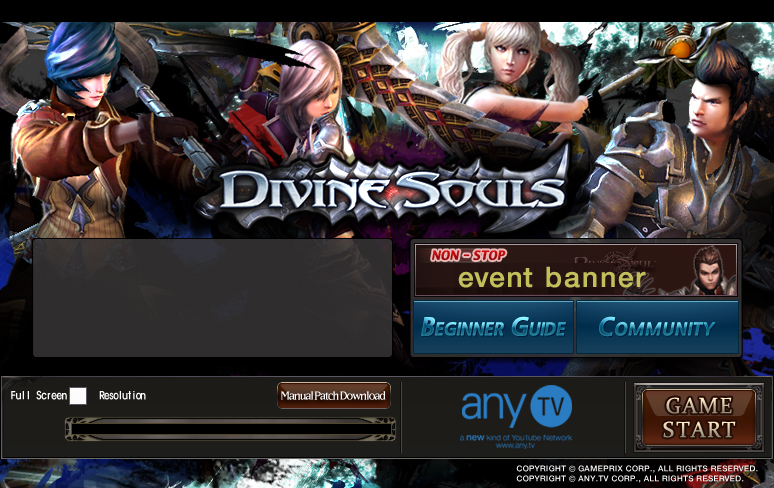 DIVINE SOULS
NON-STOP
event banner
BEGINNER GUIDE
COMMUNITY
Full Screen
Resolution
Manual Patch Download
any TV
a new kind of YouTube Network
www.any.tv
GAME
START
COPYRIGHT © GAMEPRIX CORP., ALL RIGHTS RESERVED.
COPYRIGHT © ANY.TV CORP., ALL RIGHTS RESERVED.